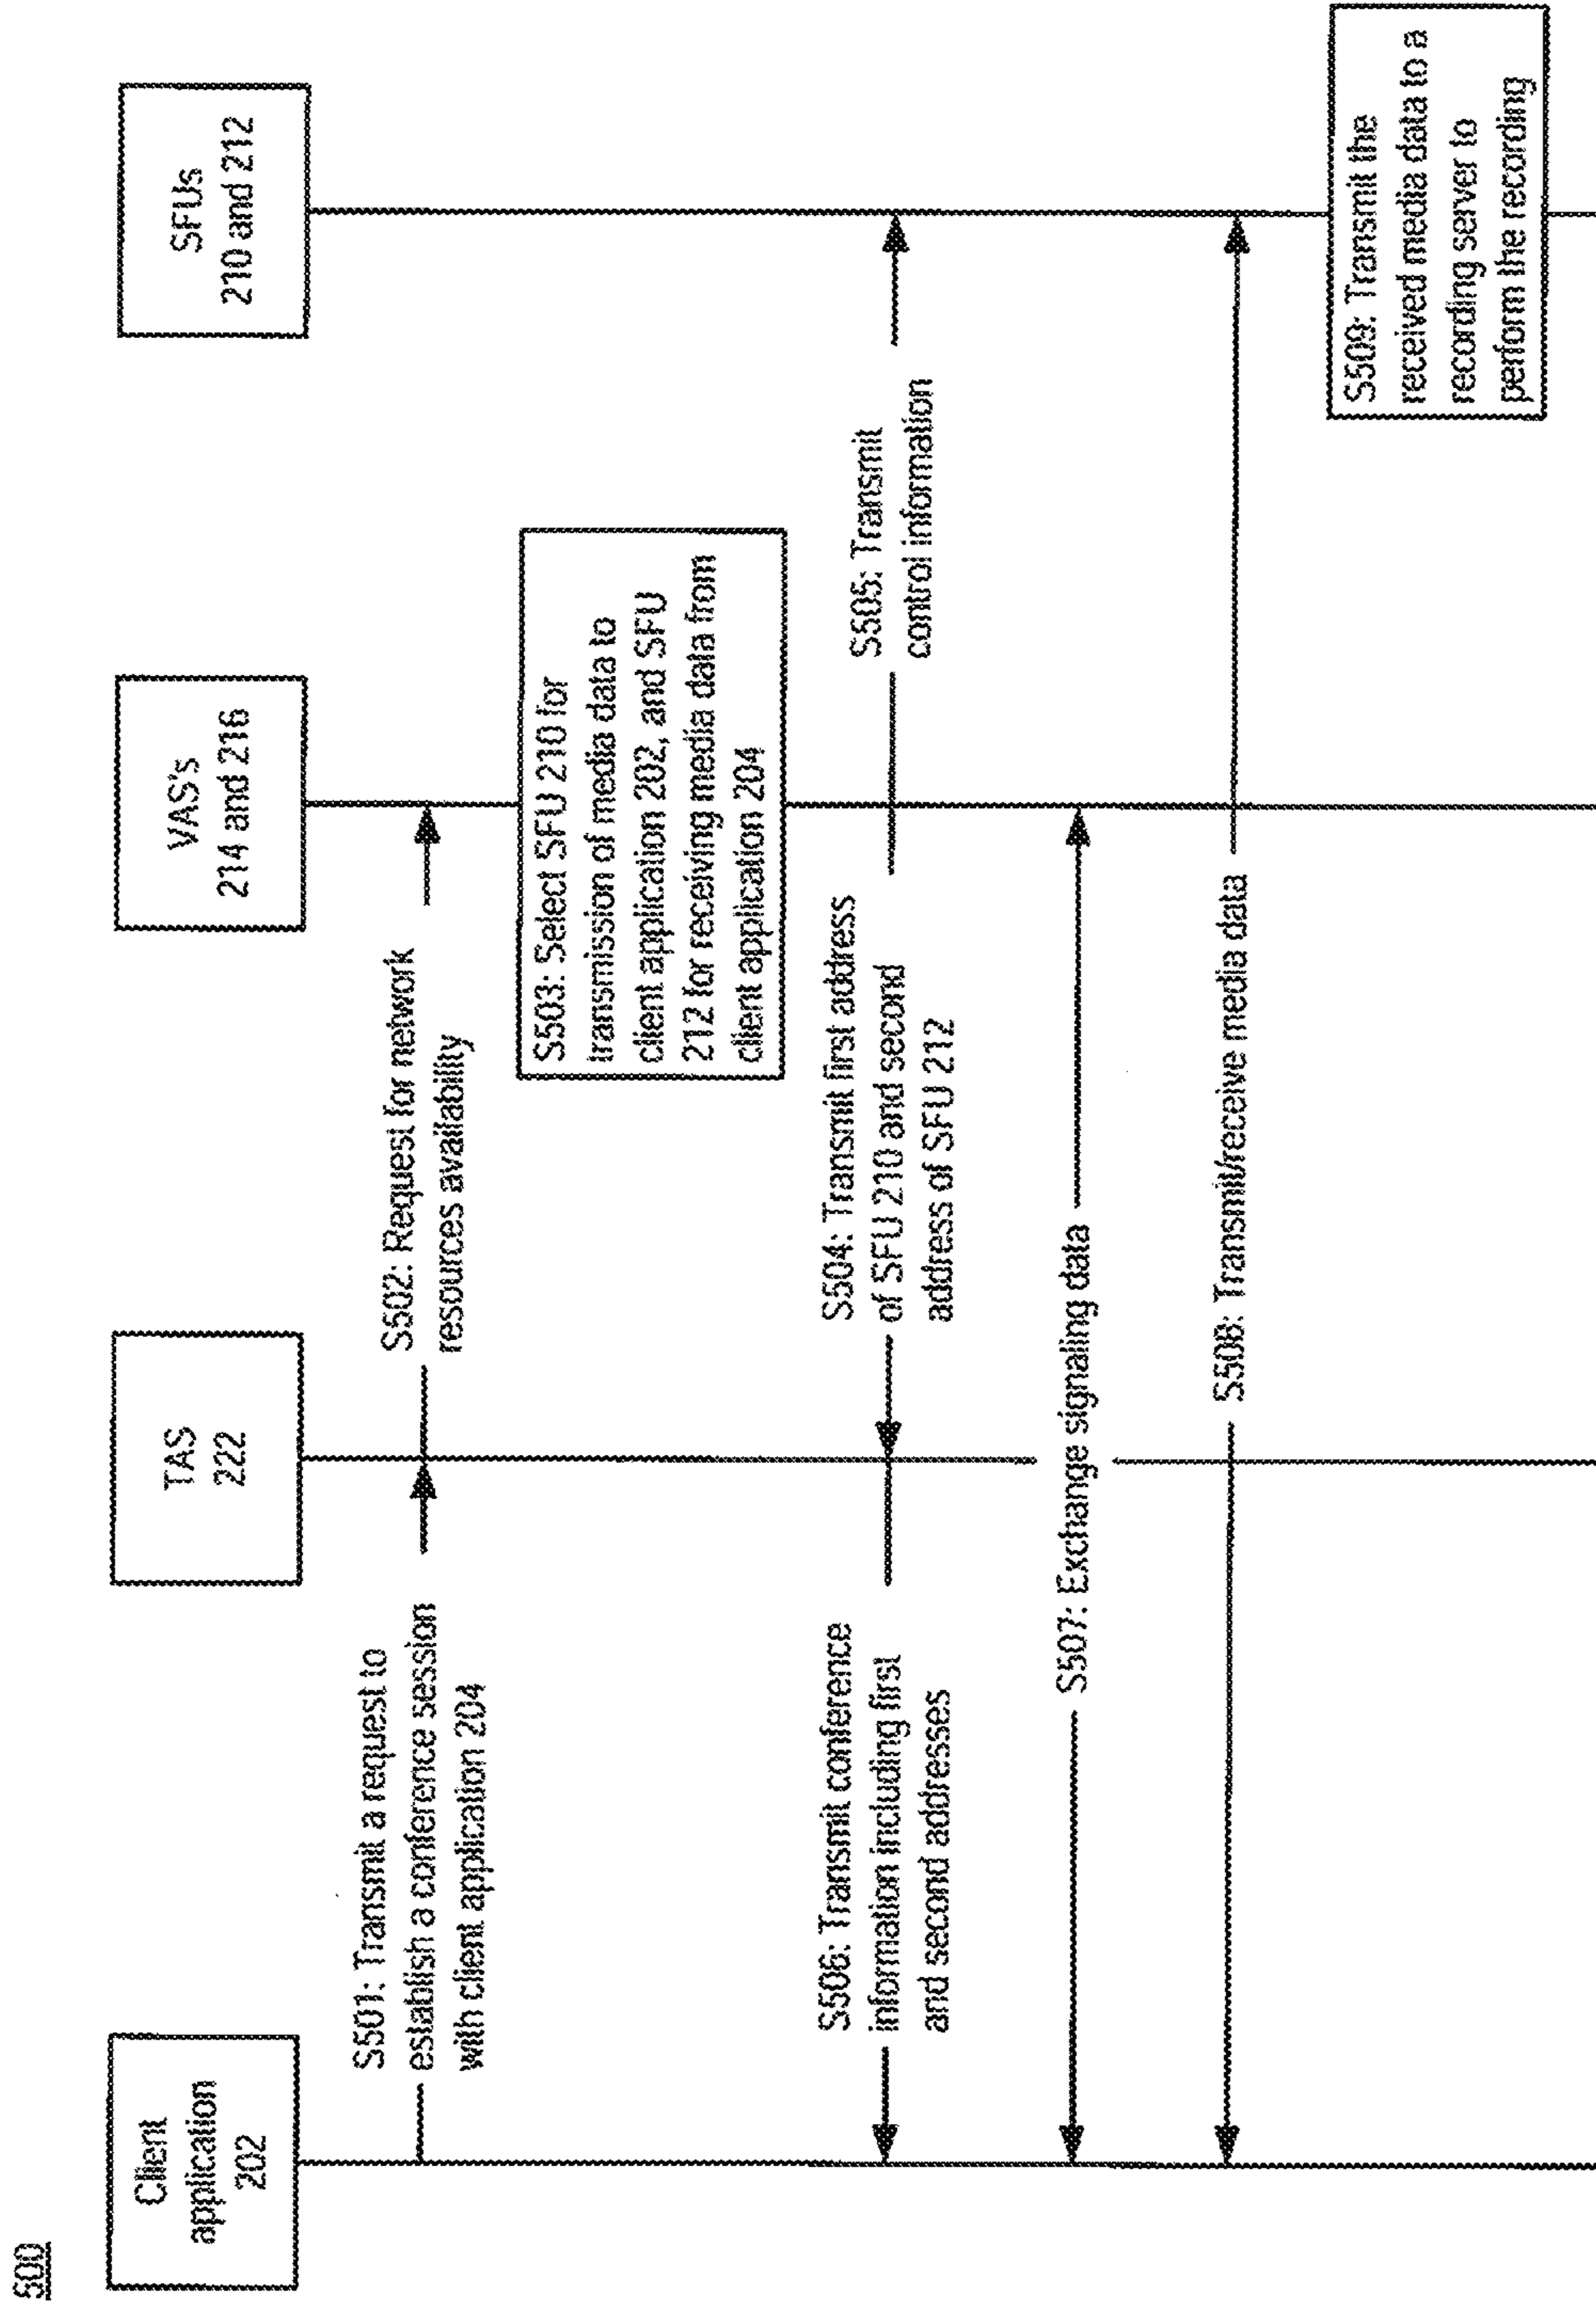 500
Client
application
202
TAS
222
VAS's
214 and 216
SFUs
210 and 212
S501: Transmit a request to
establish a conference session
with client application 204
S502: Request for network
resources availability
S503: Select SFU 210 for
transmission of media data to
client application 202, and SFU
212 for receiving media data from
client application 204
S506: Transmit conference
information including first
and second addresses
S504: Transmit first address
of SFU 210 and second
address of SFU 212
S505: Transmit
control information
S507: Exchange signaling data
S508: Transmit/receive media data
S509: Transmit the
received media data to a
recording server to
perform the recording